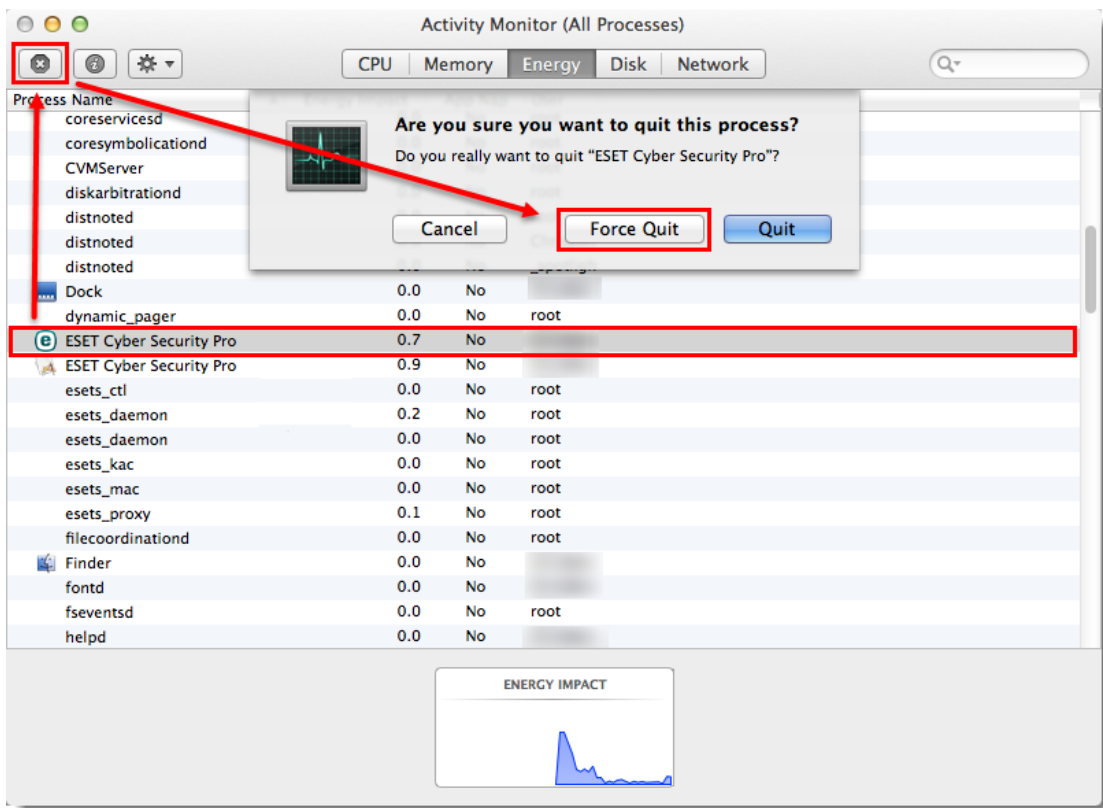 Activity Monitor (All Processes)
CPU Memory Energy Disk Network
Process Name
Are you sure you want to quit this process?
Do you really want to quit “ESET Cyber Security Pro”?
Cancel Force Quit Quit
coreservicesd
coresymbolicationd
CVMServer
diskarbitrationd
distnoted
distnoted
distnoted
Dock 0.0 No
dynamic_pager 0.0 No root
ESET Cyber Security Pro 0.7 No
ESET Cyber Security Pro 0.9 No
esets_ctl 0.0 No root
esets_daemon 0.2 No root
esets_daemon 0.0 No root
esets_kac 0.0 No root
esets_mac 0.0 No root
esets_proxy 0.1 No root
filecoordinationd 0.0 No root
Finder 0.0 No
fontd 0.0 No
fseventsd 0.0 No root
helpd 0.0 No
ENERGY IMPACT